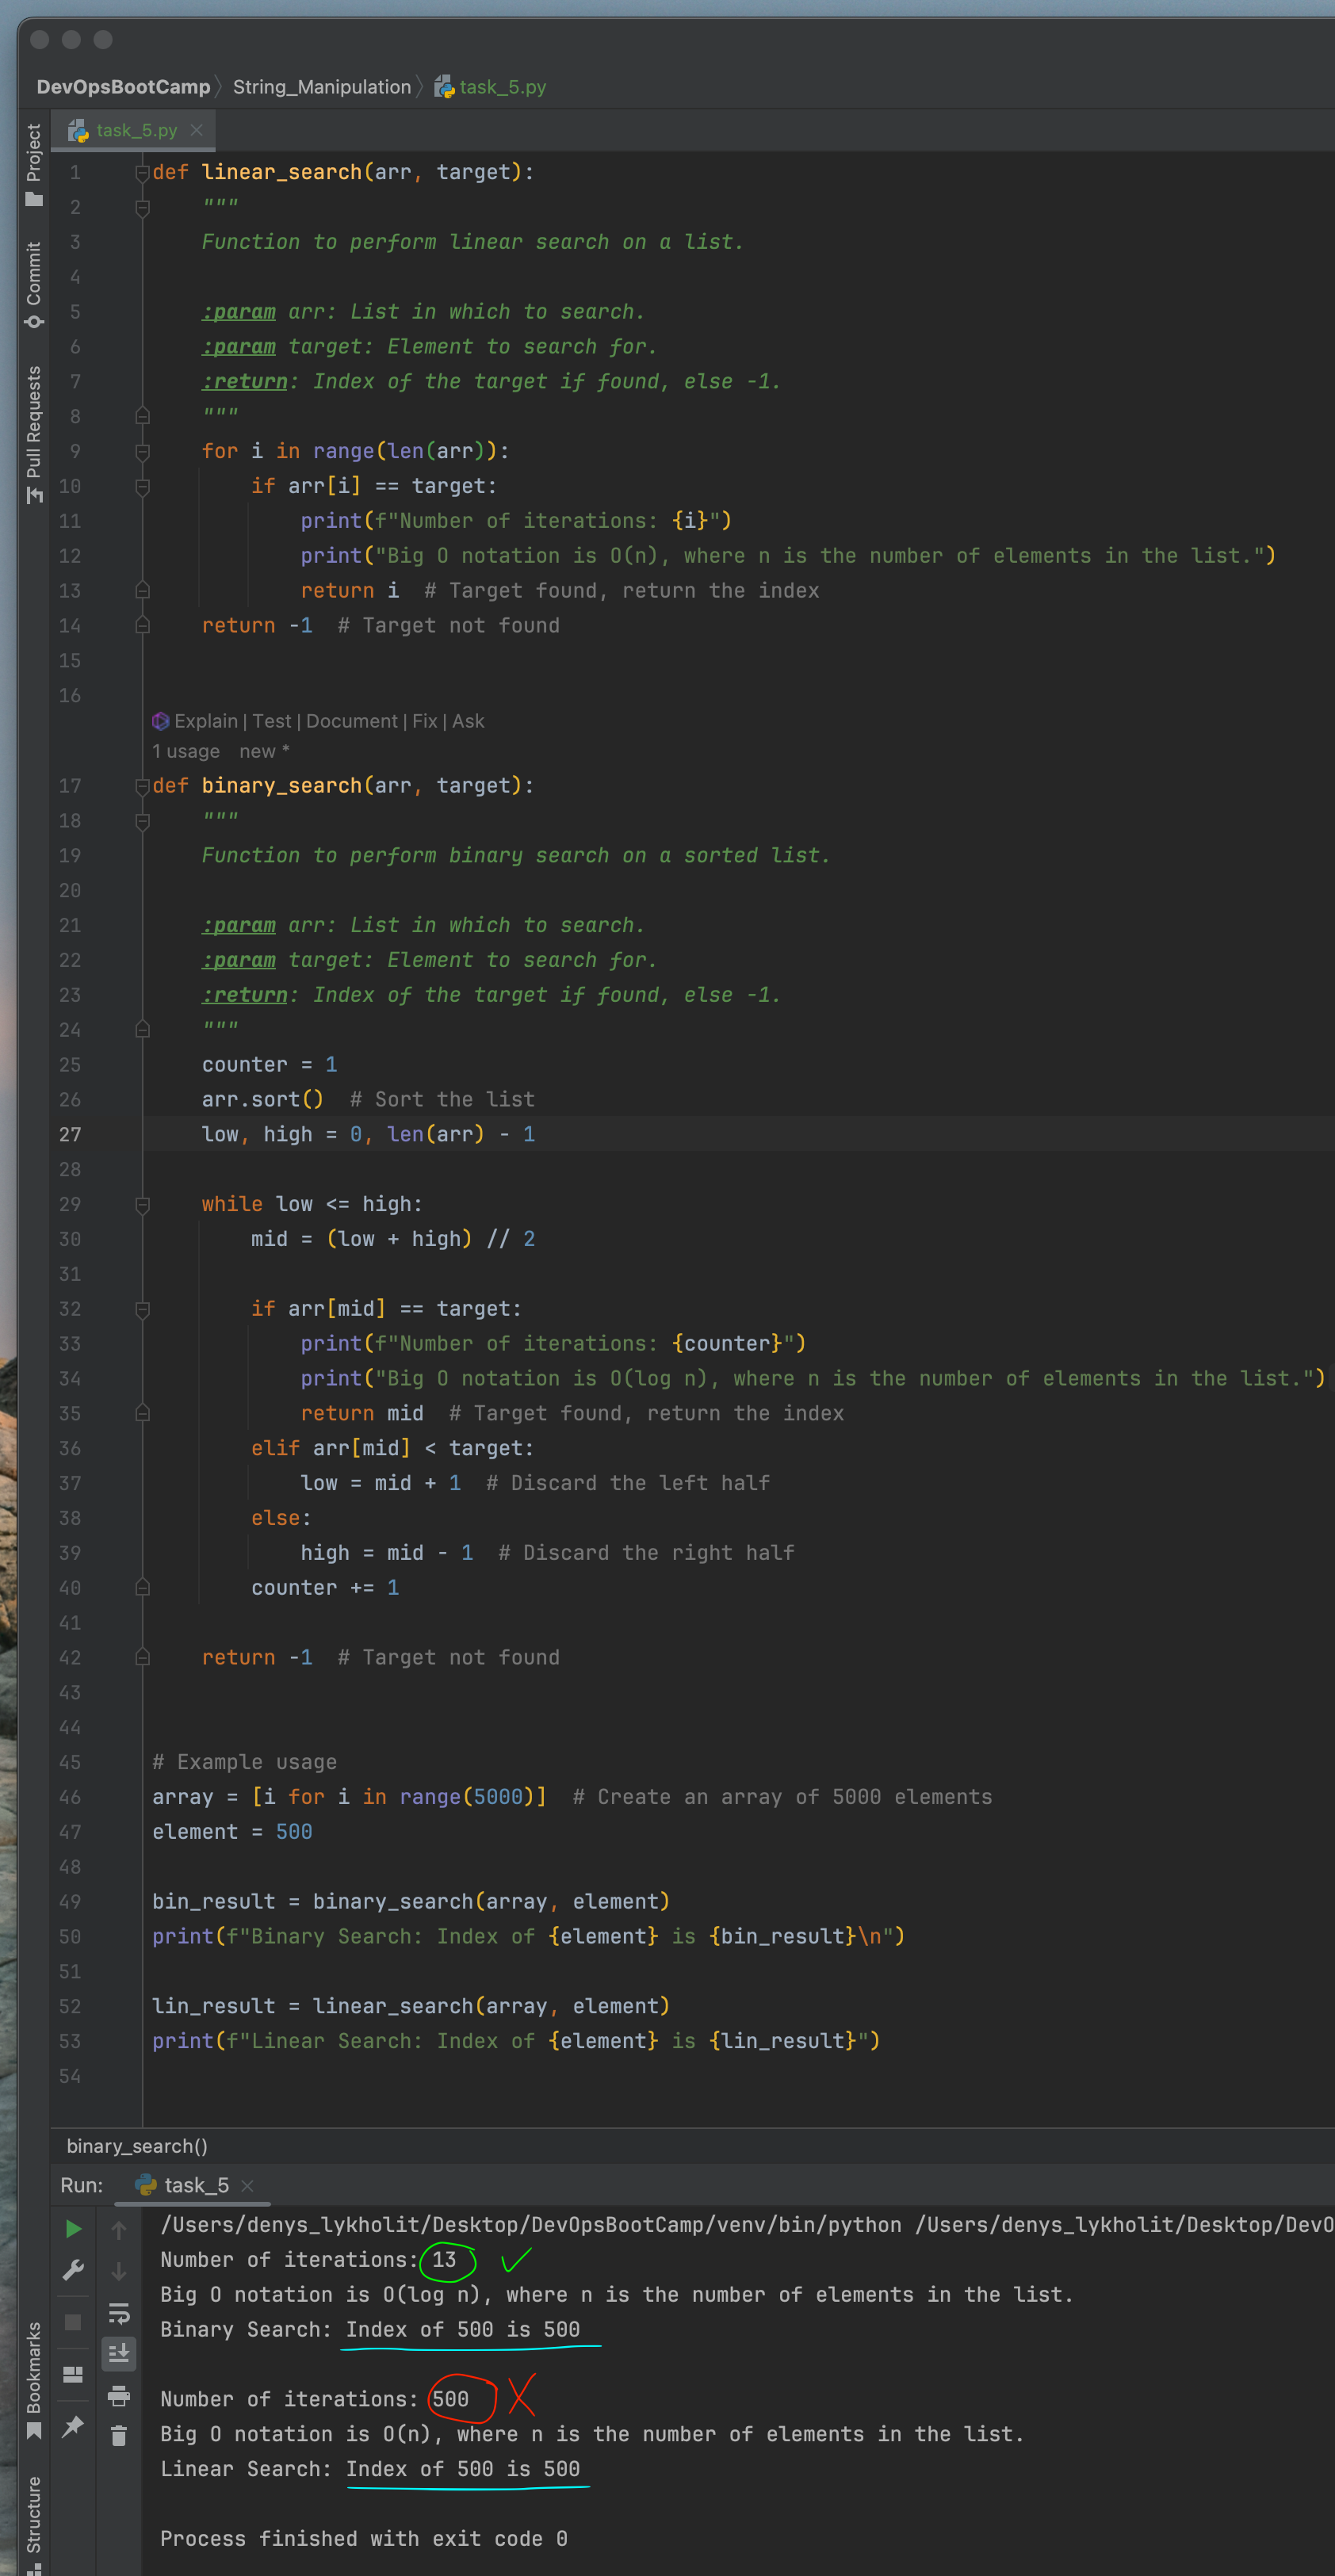 DevOpsBootCamp String_Manipulation task_5.py
task_5.py
Project
Commit
Pull Requests
1 def linear_search(arr, target):
2     """
3     Function to perform linear search on a list.
4
5     :param arr: List in which to search.
6     :param target: Element to search for.
7     :return: Index of the target if found, else -1.
8     """
9     for i in range(len(arr)):
10         if arr[i] == target:
11             print(f"Number of iterations: {i}")
12             print("Big O notation is O(n), where n is the number of elements in the list.")
13             return i  # Target found, return the index
14     return -1  # Target not found
15
16
Explain | Test | Document | Fix | Ask
1 usage new *
17 def binary_search(arr, target):
18     """
19     Function to perform binary search on a sorted list.
20
21     :param arr: List in which to search.
22     :param target: Element to search for.
23     :return: Index of the target if found, else -1.
24     """
25     counter = 1
26     arr.sort()  # Sort the list
27     low, high = 0, len(arr) - 1
28
29     while low <= high:
30         mid = (low + high) // 2
31
32         if arr[mid] == target:
33             print(f"Number of iterations: {counter}")
34             print("Big O notation is O(log n), where n is the number of elements in the list.")
35             return mid  # Target found, return the index
36         elif arr[mid] < target:
37             low = mid + 1  # Discard the left half
38         else:
39             high = mid - 1  # Discard the right half
40         counter += 1
41
42     return -1  # Target not found
43
44
45 # Example usage
46 array = [i for i in range(5000)]  # Create an array of 5000 elements
47 element = 500
48
49 bin_result = binary_search(array, element)
50 print(f"Binary Search: Index of {element} is {bin_result}\n")
51
52 lin_result = linear_search(array, element)
53 print(f"Linear Search: Index of {element} is {lin_result}")
54
binary_search()
Run: task_5
/Users/denys_lykholit/Desktop/DevOpsBootCamp/venv/bin/python /Users/denys_lykholit/Desktop/DevO
Number of iterations: 13
Big O notation is O(log n), where n is the number of elements in the list.
Binary Search: Index of 500 is 500
Number of iterations: 500
Big O notation is O(n), where n is the number of elements in the list.
Linear Search: Index of 500 is 500
Process finished with exit code 0
Bookmarks
Structure